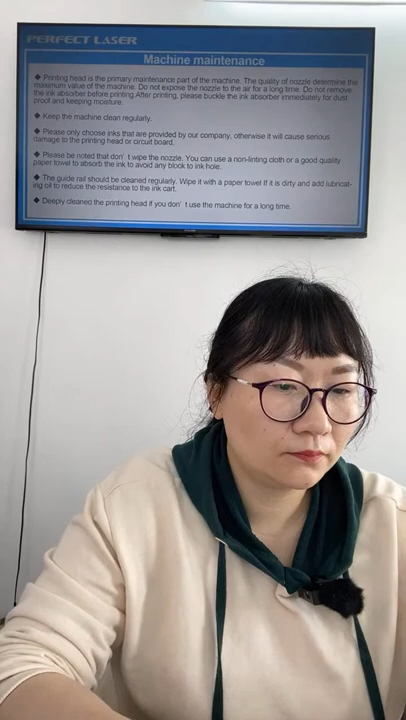 PERFECT LASER
Machine maintenance
◆ Printing head is the primary maintenance part of the machine. The quality of nozzle determine the
maximum value of the machine. Do not expose the nozzle to the air for a long time. Do not remove
the ink absorber before printing.After printing, please buckle the ink absorber immediately for dust
proof and keeping moisture.
◆ Keep the machine clean regularly.
◆ Please only choose inks that are provided by our company, otherwise it will cause serious
damage to the printing head or circuit board.
◆ Please be noted that don't wipe the nozzle. You can use a non-linting cloth or a good quality
paper towel to absorb the ink to avoid any block to ink hole.
◆ The guide rail should be cleaned regularly. Wipe it with a paper towel If it is dirty and add lubricat-
ing oil to reduce the resistance to the ink cart.
◆ Deeply cleaned the printing head if you don't use the machine for a long time.